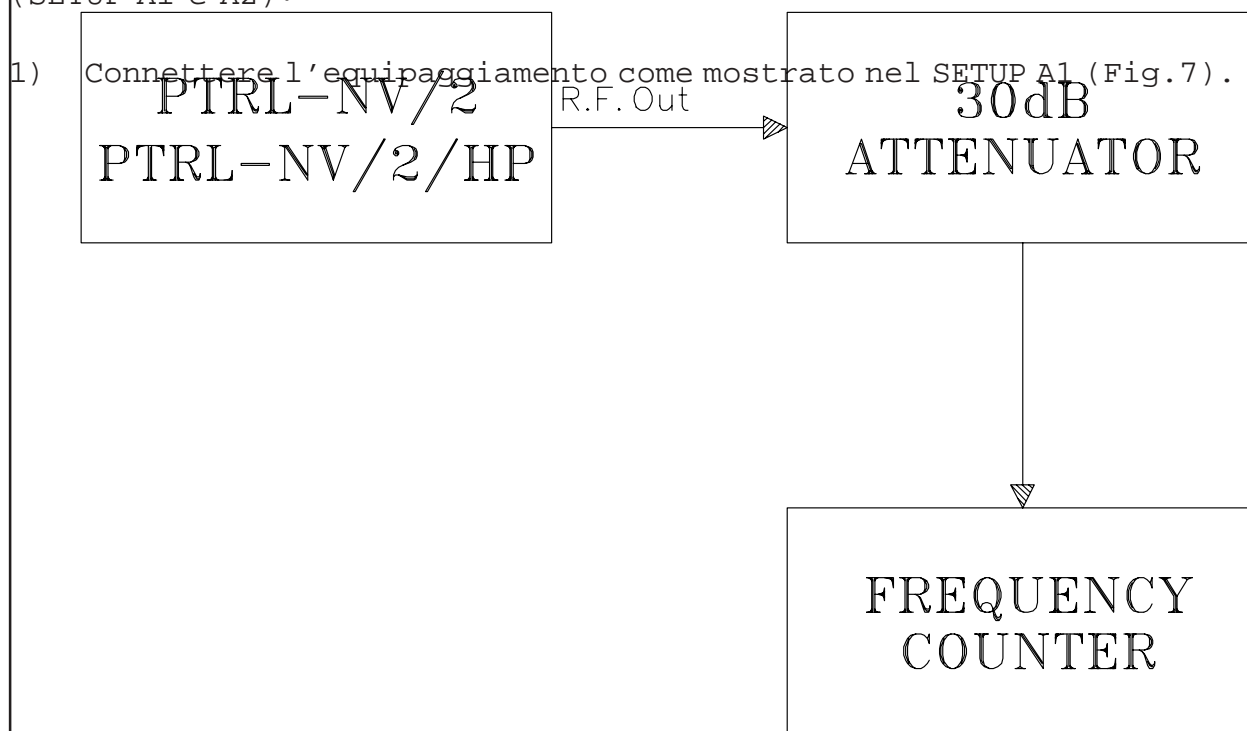 (SETUP A1 e A2).
1) Connettere l'equipaggiamento come mostrato nel SETUP A1 (Fig.7).
PTRL-NV/2
PTRL-NV/2/HP
R.F. Out
30dB
ATTENUATOR
FREQUENCY
COUNTER